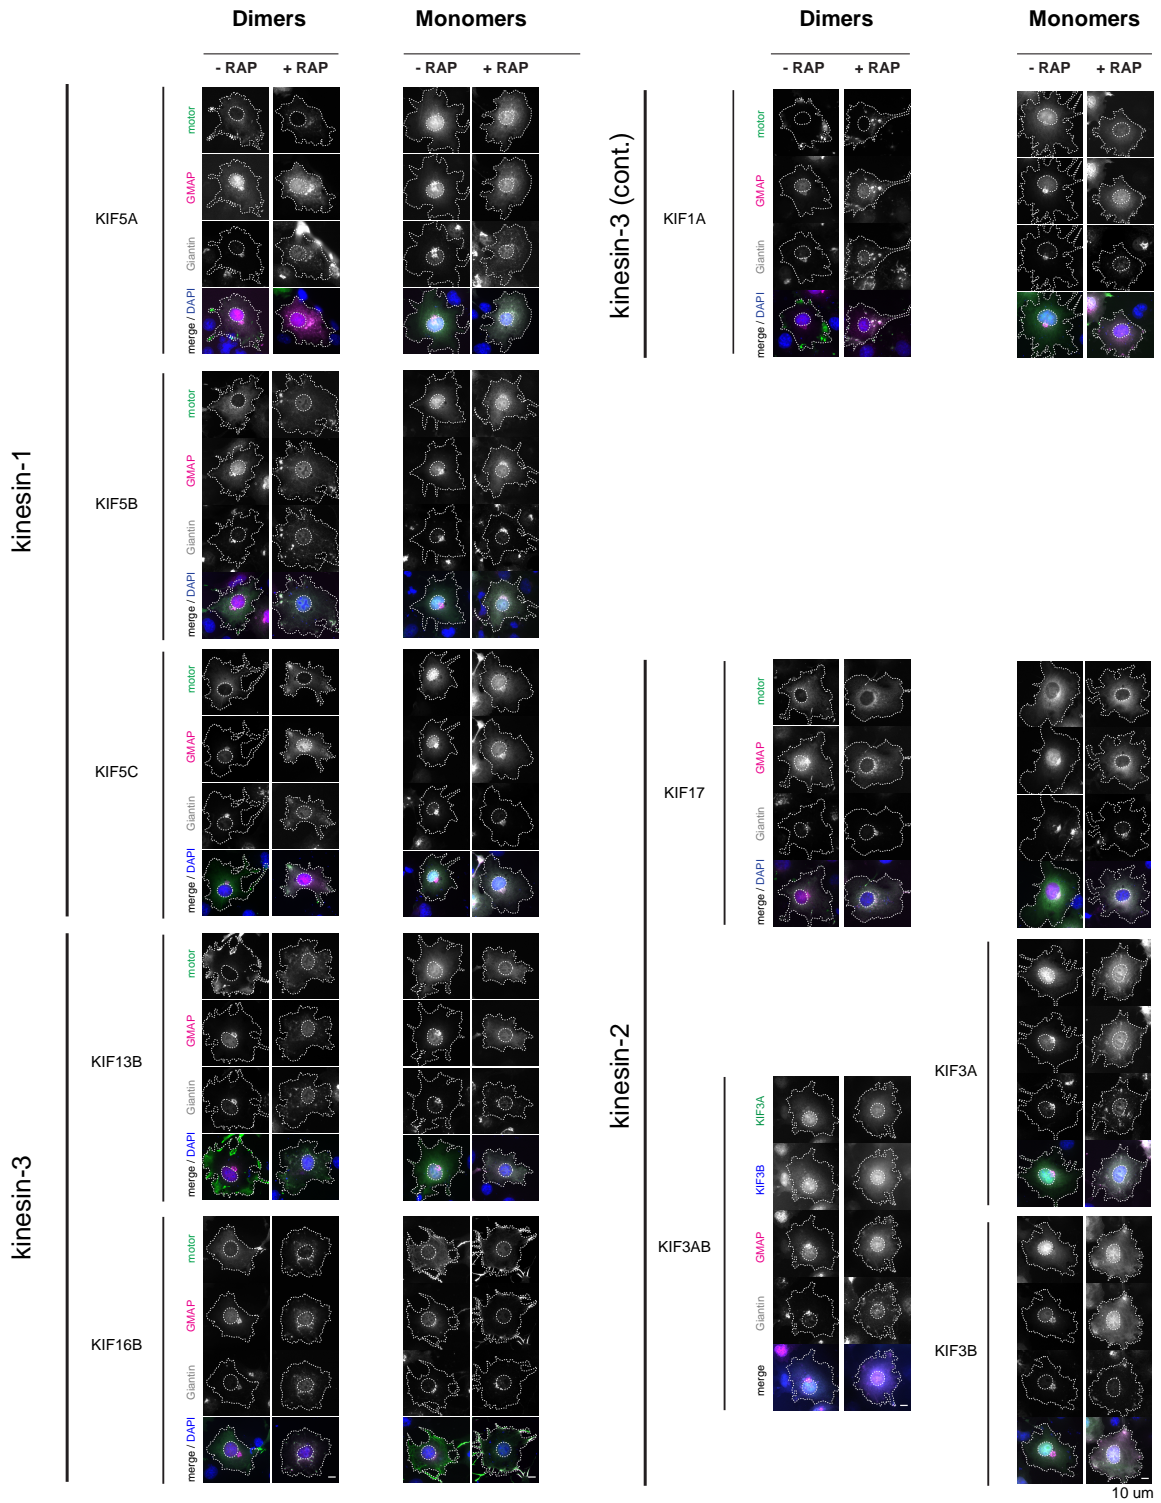 Dimers
Monomers
- RAP
+ RAP
- RAP
+ RAP
kinesin-1
KIF5A
motor
GMAP
Giantin
merge / DAPI
KIF5B
motor
GMAP
Giantin
merge / DAPI
KIF5C
motor
GMAP
Giantin
merge / DAPI
kinesin-3
KIF13B
motor
GMAP
Giantin
merge / DAPI
KIF16B
motor
GMAP
Giantin
merge / DAPI
Dimers
Monomers
- RAP
+ RAP
- RAP
+ RAP
kinesin-3 (cont.)
KIF1A
motor
GMAP
Giantin
merge / DAPI
kinesin-2
KIF17
motor
GMAP
Giantin
merge / DAPI
KIF3AB
KIF3A
KIF3B
GMAP
Giantin
merge
KIF3A
KIF3B
10 um